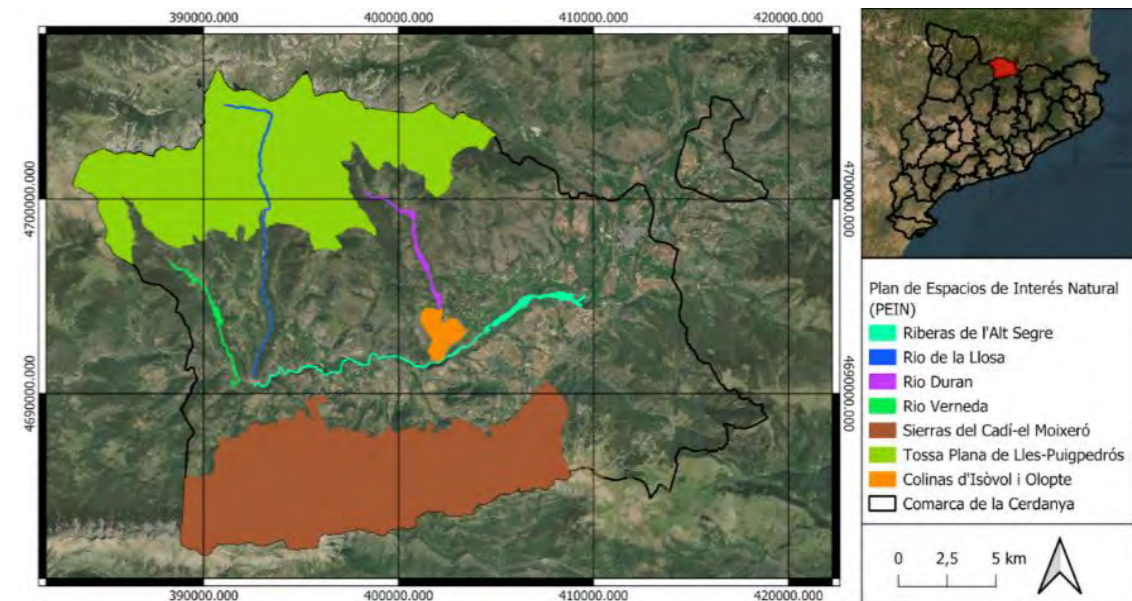 390000.000 400000.000 410000.000 420000.000
4700000.000 4700000.000
4690000.000 4690000.000
390000.000 400000.000 410000.000 420000.000
Plan de Espacios de Interés Natural
(PEIN)
Riberas de l'Alt Segre
Rio de la Llosa
Rio Duran
Rio Verneda
Sierras del Cadí-el Moixeró
Tossa Plana de Lles-Puigpedrós
Colinas d'Isòvol i Olopte
Comarca de la Cerdanya
0 2,5 5 km